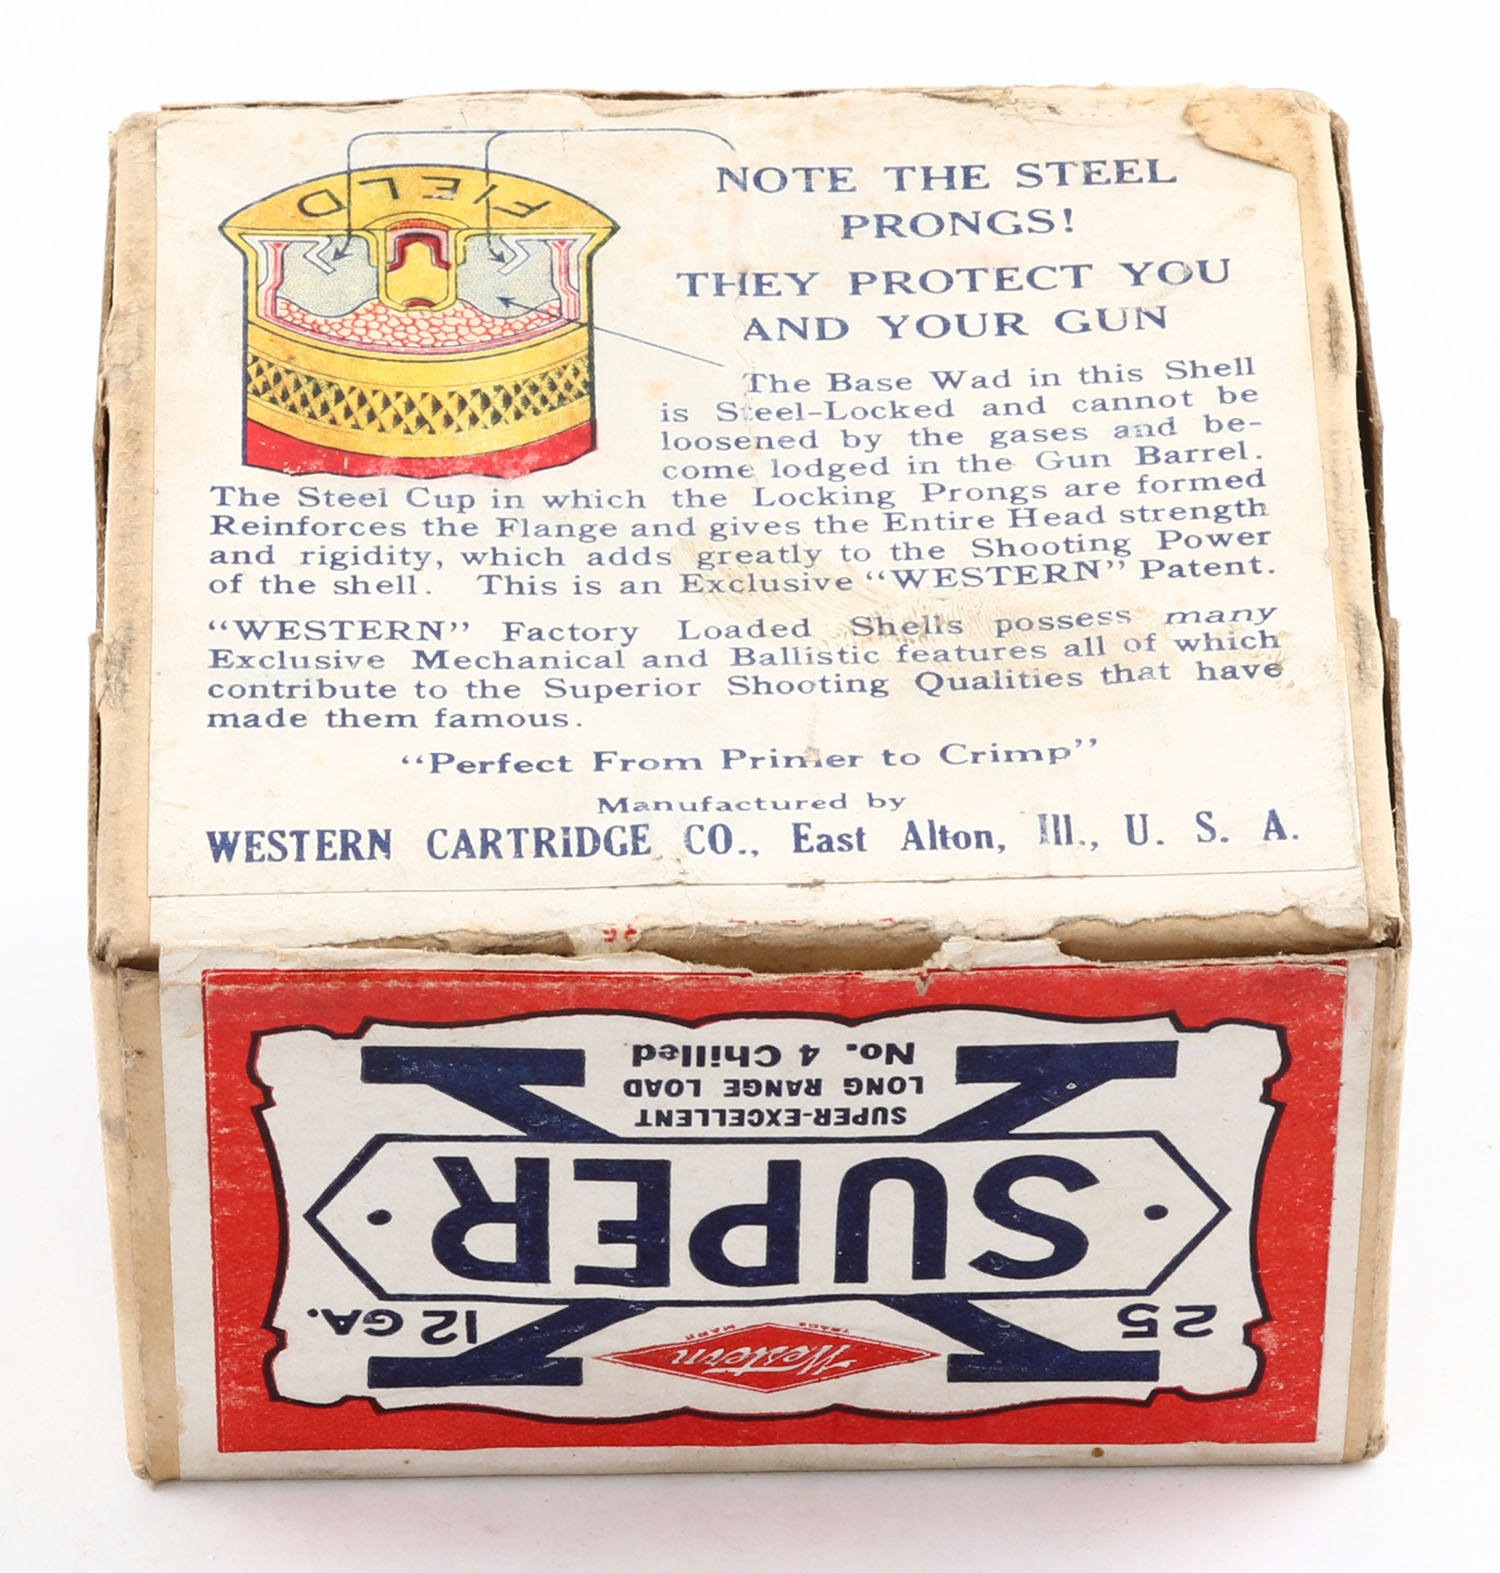 FIELD
NOTE THE STEEL
PRONGS!
THEY PROTECT YOU
AND YOUR GUN
The Base Wad in this Shell
is Steel-Locked and cannot be
loosened by the gases and be-
come lodged in the Gun Barrel.
The Steel Cup in which the Locking Prongs are formed
Reinforces the Flange and gives the Entire Head strength
and rigidity, which adds greatly to the Shooting Power
of the shell. This is an Exclusive "WESTERN" Patent.
"WESTERN" Factory Loaded Shells possess many
Exclusive Mechanical and Ballistic features all of which
contribute to the Superior Shooting Qualities that have
made them famous.
"Perfect From Primer to Crimp"
Manufactured by
WESTERN CARTRIDGE CO., East Alton, Ill., U. S. A.
25 Western 12 GA.
TRADE MARK
SUPER
X
SUPER-EXCELLENT
LONG RANGE LOAD
No. 4 Chilled